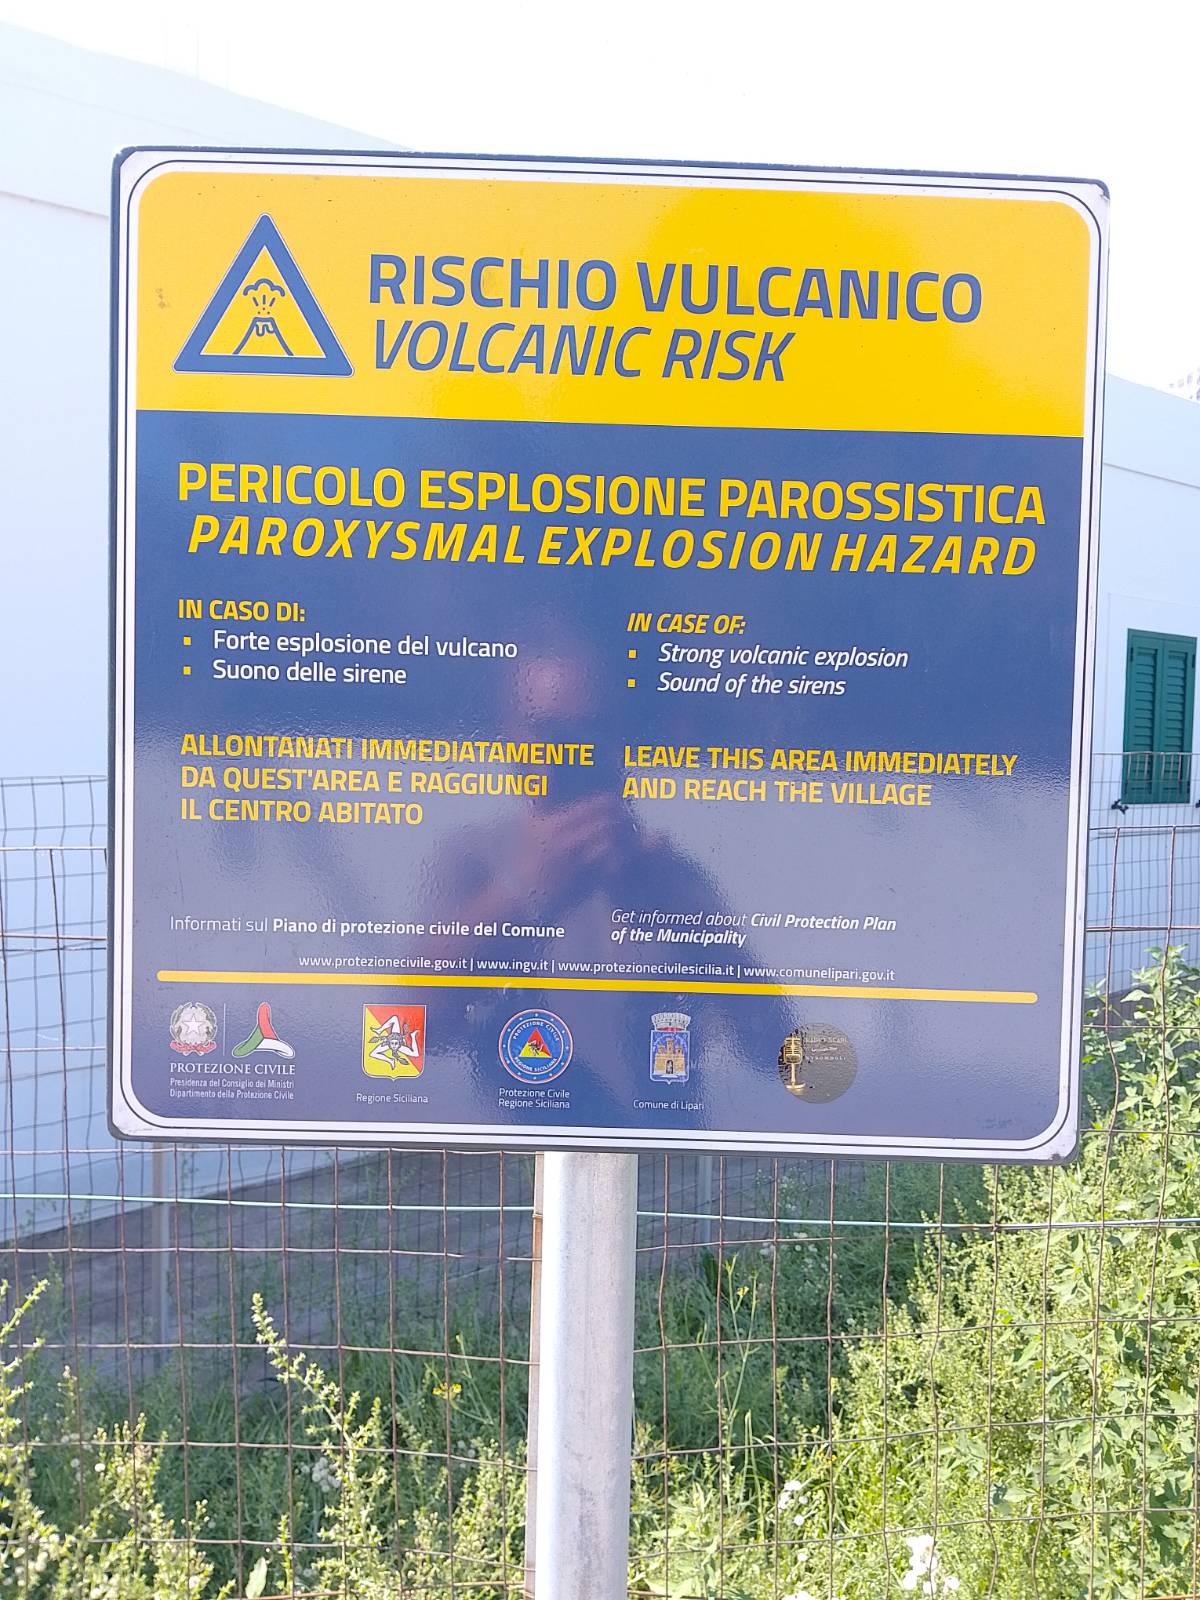 RISCHIO VULCANICO
VOLCANIC RISK
PERICOLO ESPLOSIONE PAROSSISTICA
PAROXYSMAL EXPLOSION HAZARD
IN CASO DI:
▪ Forte esplosione del vulcano
▪ Suono delle sirene
ALLONTANATI IMMEDIATAMENTE
DA QUEST'AREA E RAGGIUNGI
IL CENTRO ABITATO
IN CASE OF:
▪ Strong volcanic explosion
▪ Sound of the sirens
LEAVE THIS AREA IMMEDIATELY
AND REACH THE VILLAGE
Informati sul Piano di protezione civile del Comune
Get informed about Civil Protection Plan
of the Municipality
www.protezionecivile.gov.it | www.ingv.it | www.protezionecivilesicilia.it | www.comunelipari.gov.it
PROTEZIONE CIVILE
Presidenza del Consiglio dei Ministri
Dipartimento della Protezione Civile
Regione Siciliana
PROTEZIONE CIVILE
REGIONE SICILIANA
Protezione Civile
Regione Siciliana
Comune di Lipari